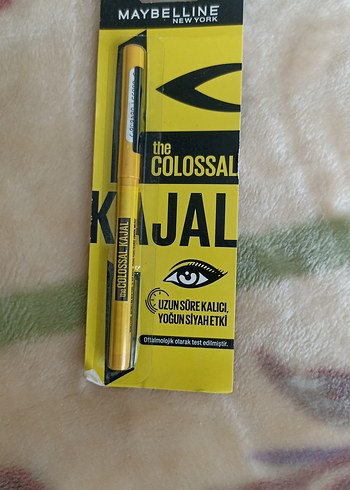 MAYBELLINE
NEW YORK
the
COLOSSAL
KAJAL
the COLOSSAL KAJAL
UZUN SÜRE KALICI,
YOĞUN SİYAH ETKİ
Oftalmolojik olarak test edilmiştir.